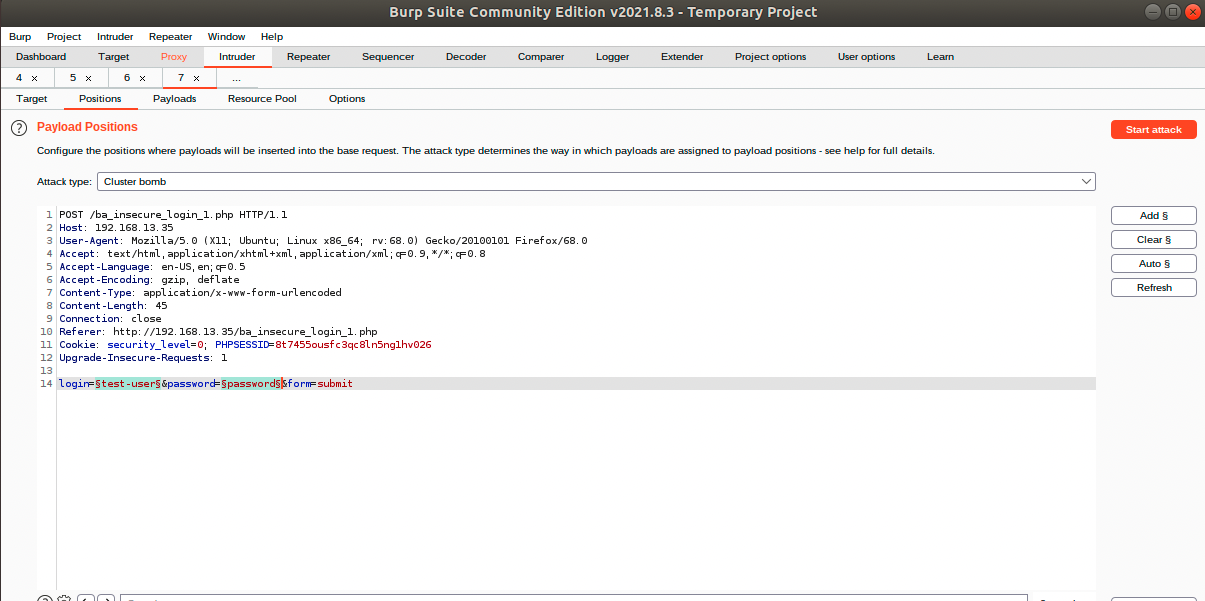 Burp Suite Community Edition v2021.8.3 - Temporary Project
Burp Project Intruder Repeater Window Help
Dashboard Target Proxy Intruder Repeater Sequencer Decoder Comparer Logger Extender Project options User options Learn
4 × 5 × 6 × 7 × ...
Target Positions Payloads Resource Pool Options
? Payload Positions
Start attack
Configure the positions where payloads will be inserted into the base request. The attack type determines the way in which payloads are assigned to payload positions - see help for full details.
Attack type: Cluster bomb
1 POST /ba_insecure_login_1.php HTTP/1.1
2 Host: 192.168.13.35
3 User-Agent: Mozilla/5.0 (X11; Ubuntu; Linux x86_64; rv:68.0) Gecko/20100101 Firefox/68.0
4 Accept: text/html,application/xhtml+xml,application/xml;q=0.9,*/*;q=0.8
5 Accept-Language: en-US,en;q=0.5
6 Accept-Encoding: gzip, deflate
7 Content-Type: application/x-www-form-urlencoded
8 Content-Length: 45
9 Connection: close
10 Referer: http://192.168.13.35/ba_insecure_login_1.php
11 Cookie: security_level=0; PHPSESSID=8t7455ousfc3qc8ln5ng1hv026
12 Upgrade-Insecure-Requests: 1
13
14 login=§test-user§&password=§password§&form=submit
Add §
Clear §
Auto §
Refresh